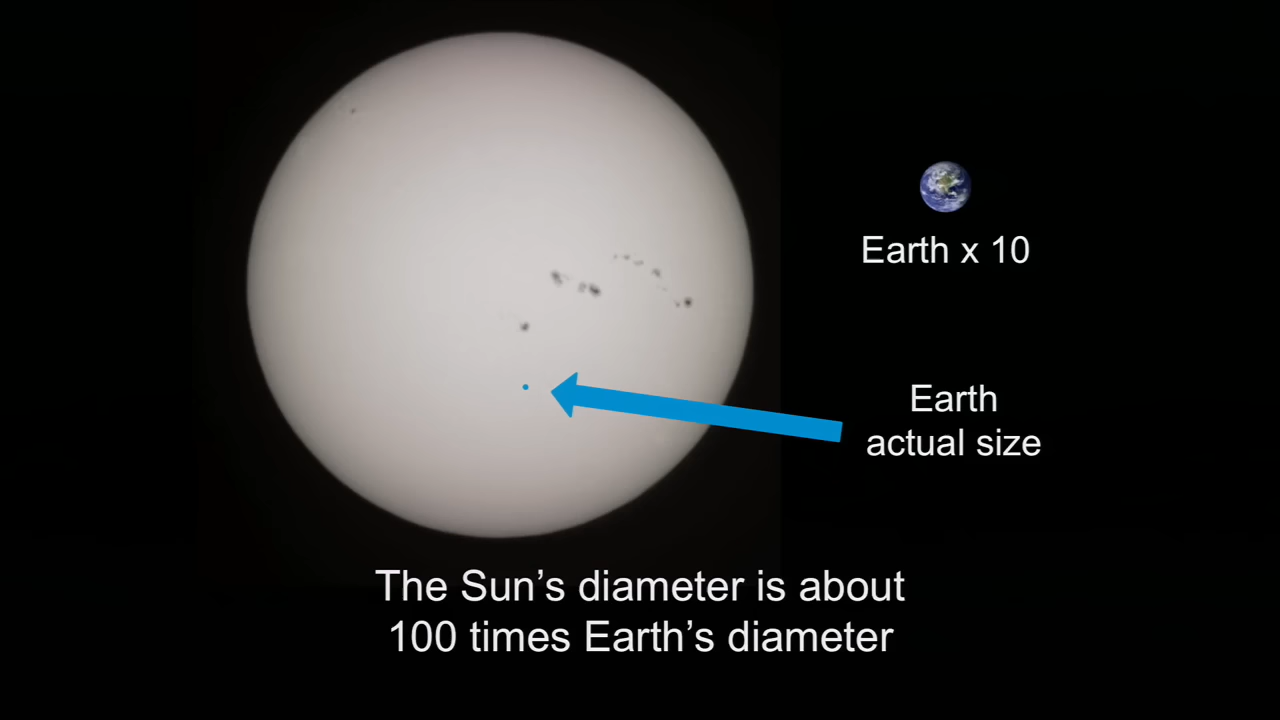 Earth x 10
Earth
actual size
The Sun’s diameter is about
100 times Earth’s diameter